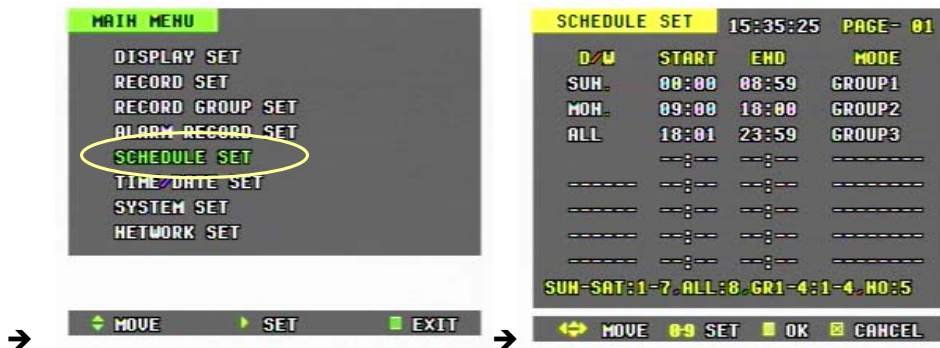 MAIN MENU
DISPLAY SET
RECORD SET
RECORD GROUP SET
ALARM RECORD SET
SCHEDULE SET
TIME/DATE SET
SYSTEM SET
NETWORK SET
MOVE SET EXIT
SCHEDULE SET 15:35:25 PAGE- 01
D/W START END MODE
SUN. 00:00 08:59 GROUP1
MON. 09:00 18:00 GROUP2
ALL 18:01 23:59 GROUP3
--:-- --:-- --------
------ --:-- --:-- --------
------ --:-- --:-- --------
------ --:-- --:-- --------
------ --:-- --:-- --------
SUN-SAT:1-7,ALL:8,GR1-4:1-4,NO:5
MOVE 0-9 SET OK CANCEL